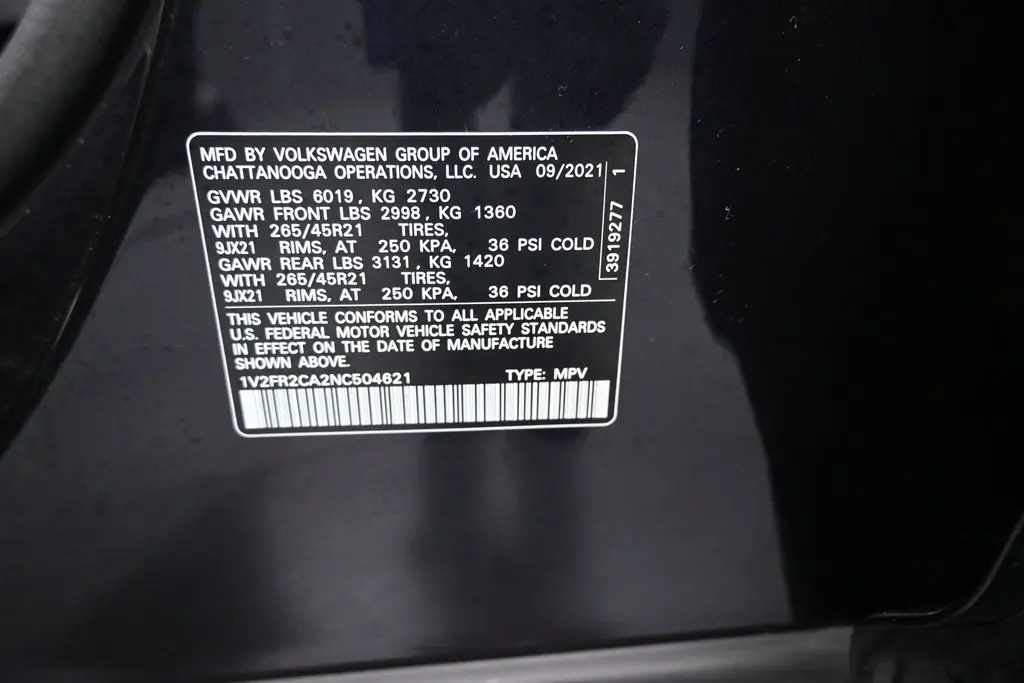 MFD BY VOLKSWAGEN GROUP OF AMERICA
CHATTANOOGA OPERATIONS, LLC. USA 09/2021
GVWR LBS 6019, KG 2730
GAWR FRONT LBS 2998, KG 1360
WITH 265/45R21 TIRES,
9JX21 RIMS, AT 250 KPA, 36 PSI COLD
GAWR REAR LBS 3131, KG 1420
WITH 265/45R21 TIRES,
9JX21 RIMS, AT 250 KPA, 36 PSI COLD
3919277 1
THIS VEHICLE CONFORMS TO ALL APPLICABLE
U.S. FEDERAL MOTOR VEHICLE SAFETY STANDARDS
IN EFFECT ON THE DATE OF MANUFACTURE
SHOWN ABOVE.
1V2FR2CA2NC504621 TYPE: MPV